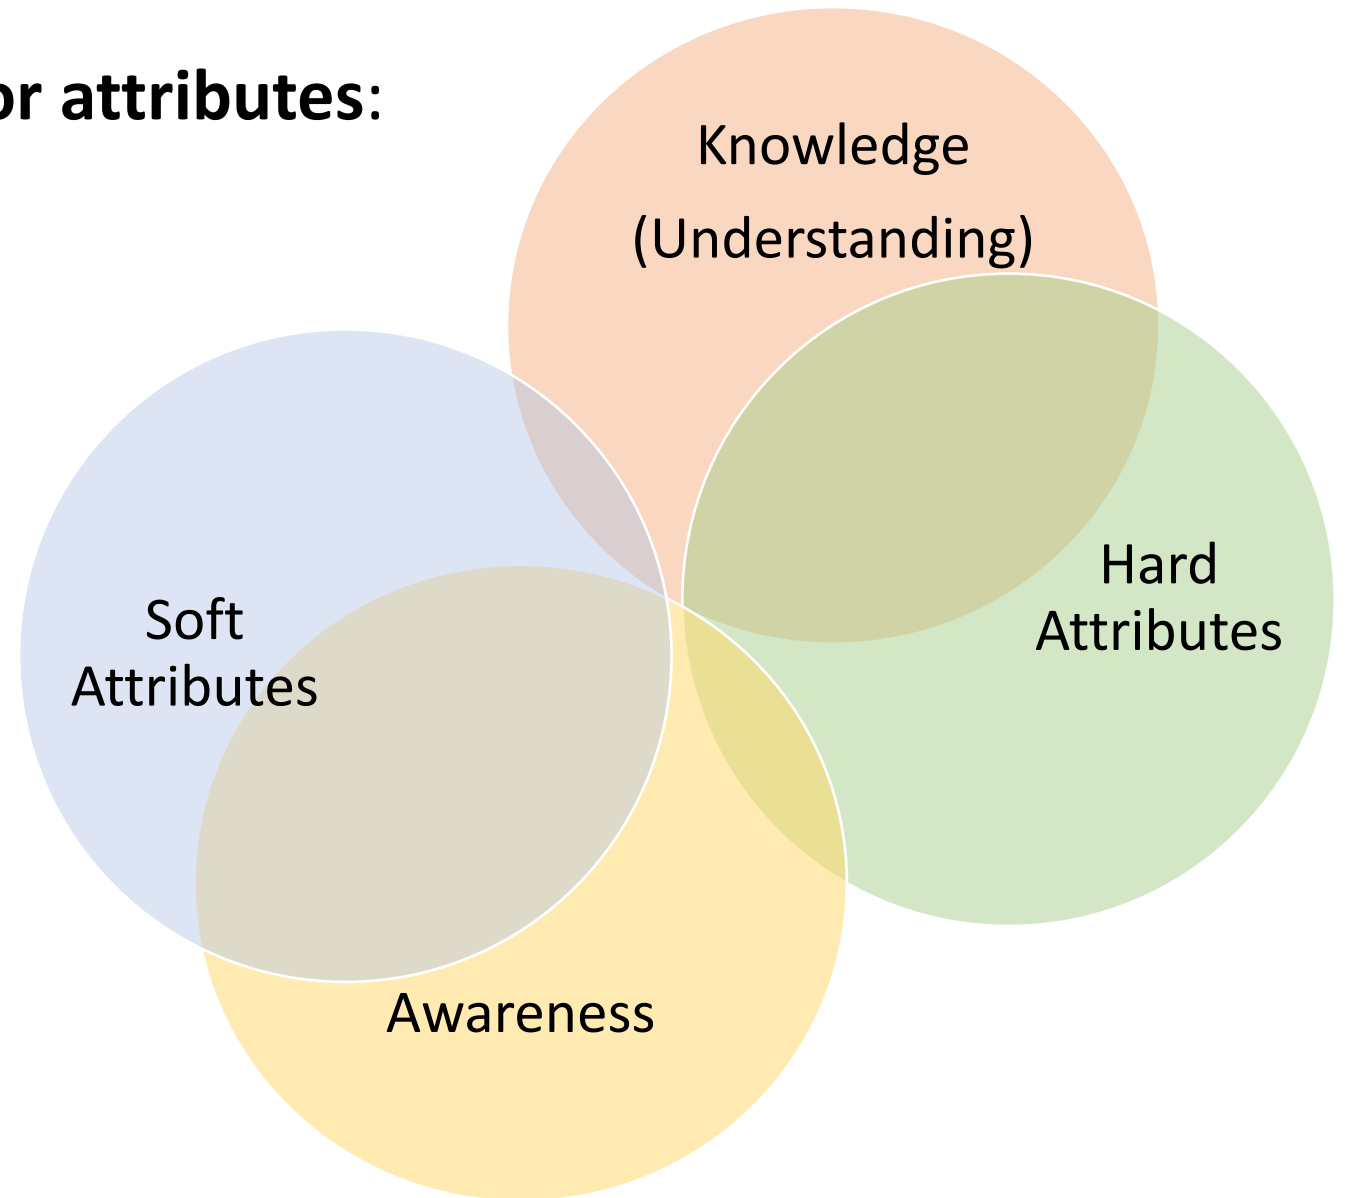 or attributes:
Knowledge
(Understanding)
Hard
Attributes
Soft
Attributes
Awareness